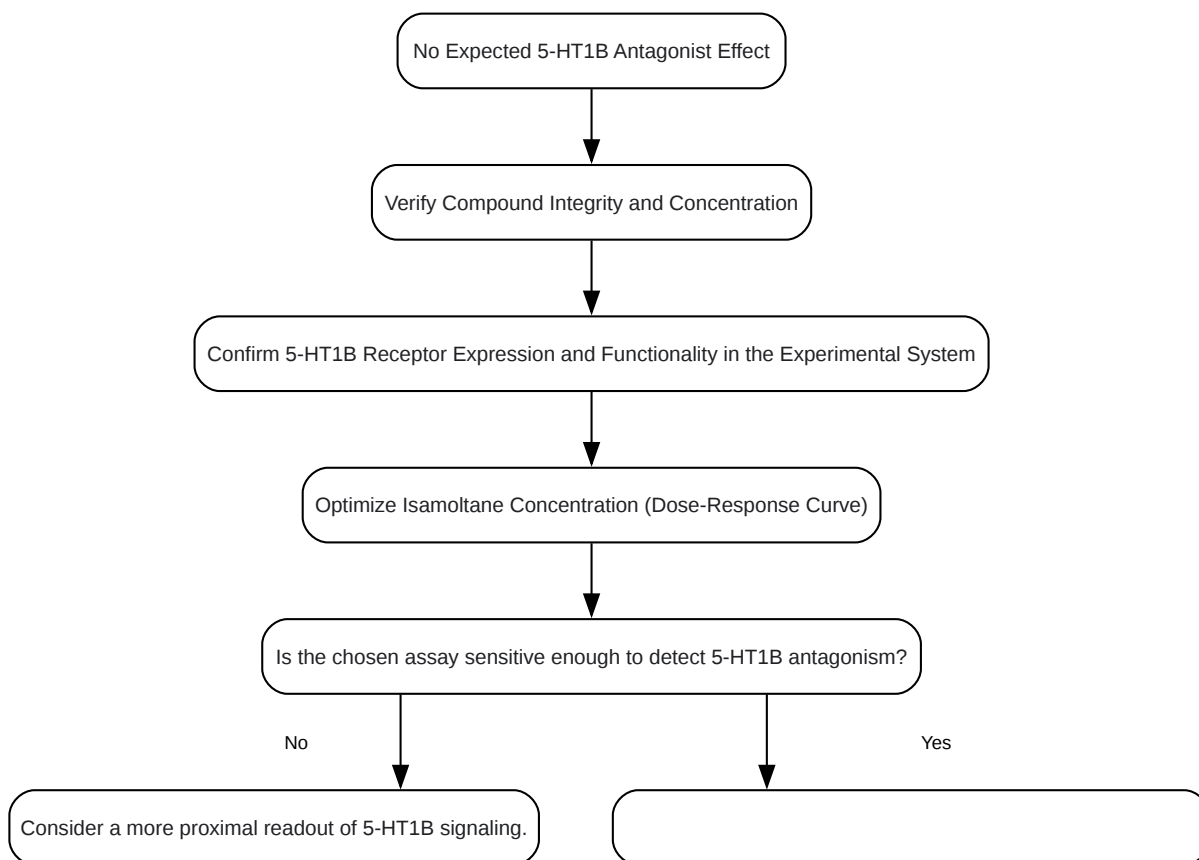 No Expected 5-HT1B Antagonist Effect
Verify Compound Integrity and Concentration
Confirm 5-HT1B Receptor Expression and Functionality in the Experimental System
Optimize Isamoltane Concentration (Dose-Response Curve)
Is the chosen assay sensitive enough to detect 5-HT1B antagonism?
No
Yes
Consider a more proximal readout of 5-HT1B signaling.